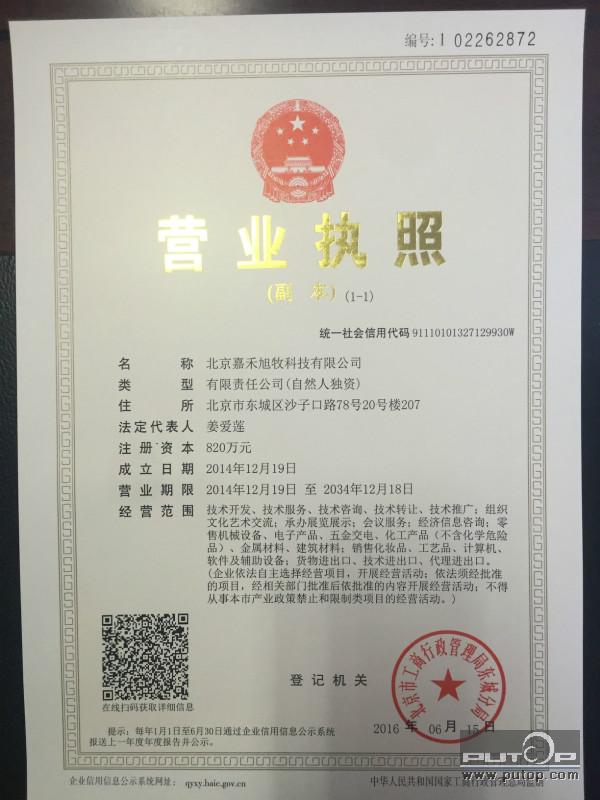 编号:1 02262872
营业执照
(副 本) (1-1)
统一社会信用代码 91110101327129930W
名 称 北京嘉禾旭牧科技有限公司
类 型 有限责任公司(自然人独资)
住 所 北京市东城区沙子口路78号20号楼207
法定代表人 姜爱莲
注册资本 820万元
成立日期 2014年12月19日
营业期限 2014年12月19日 至 2034年12月18日
经营范围 技术开发、技术服务、技术咨询、技术转让、技术推广；组织
文化艺术交流；承办展览展示；会议服务；经济信息咨询；零
售机械设备、电子产品、五金交电、化工产品（不含化学危险
品）、金属材料、建筑材料；销售化妆品、工艺品、计算机、
软件及辅助设备；货物进出口、技术进出口、代理进出口。
(企业依法自主选择经营项目，开展经营活动；依法须经批准
的项目，经相关部门批准后依批准的内容开展经营活动；不得
从事本市产业政策禁止和限制类项目的经营活动。)
在线扫码获取详细信息
登记机关
北京市工商行政管理局东城分局
2016 年 06 月 15 日
提示：每年1月1日至6月30日通过企业信用信息公示系统
报送上一年度年度报告并公示。
企业信用信息公示系统网址： qyxy.baic.gov.cn
中华人民共和国国家工商行政管理总局监制
PUTOP
www.putop.com